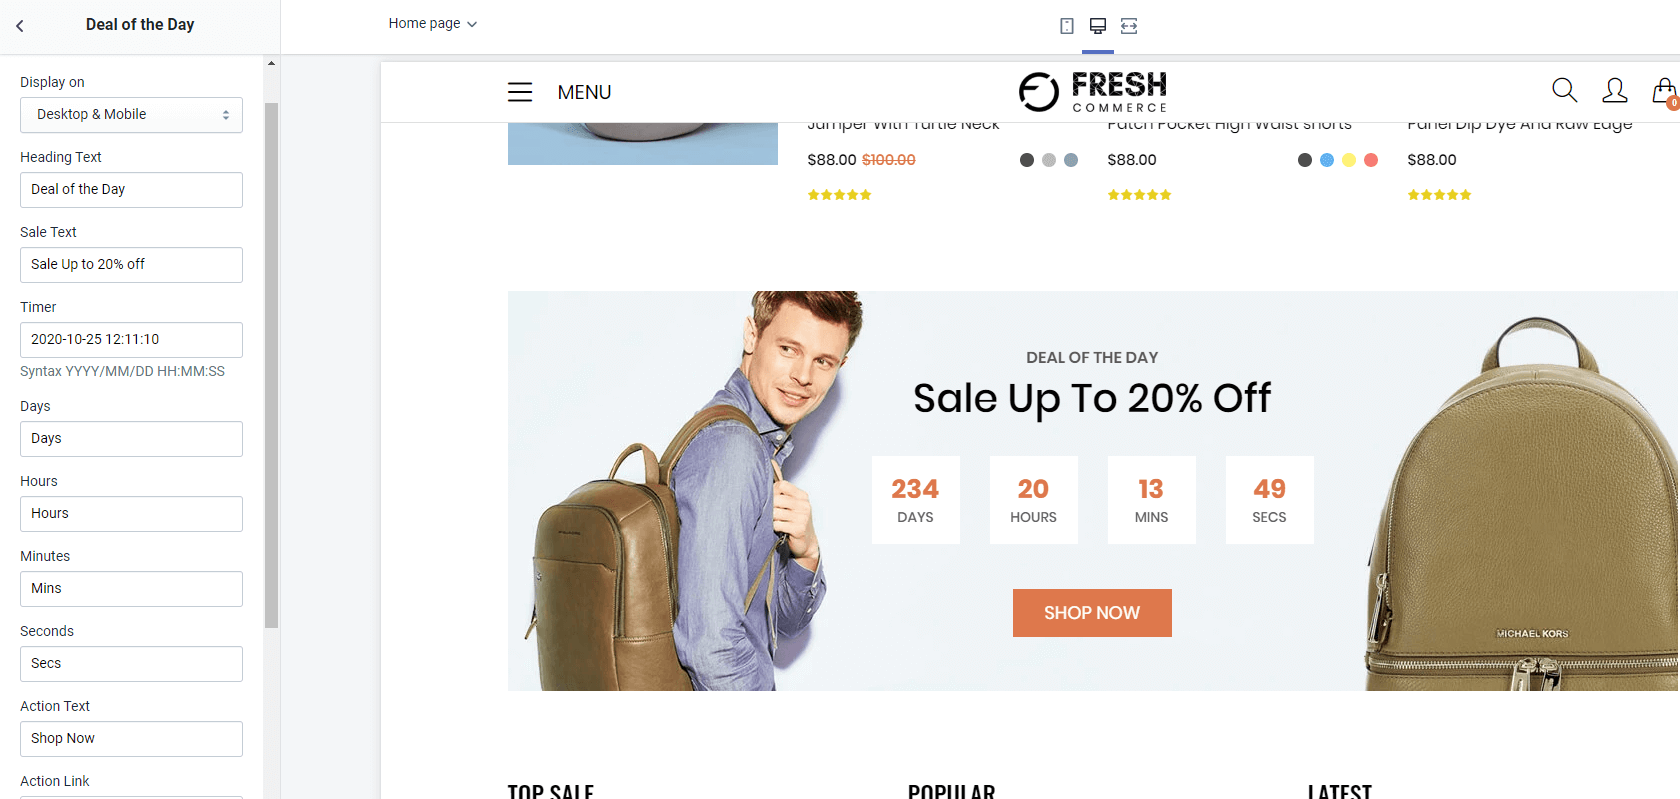 Deal of the Day
Home page
Display on
Desktop & Mobile
Heading Text
Deal of the Day
Sale Text
Sale Up to 20% off
Timer
2020-10-25 12:11:10
Syntax YYYY/MM/DD HH:MM:SS
Days
Days
Hours
Hours
Minutes
Mins
Seconds
Secs
Action Text
Shop Now
Action Link
MENU
FRESH
COMMERCE
0
Jumper With Turtle Neck
Patch Pocket High Waist shorts
Panel Dip Dye And Raw Edge
$88.00 $100.00
$88.00
$88.00
DEAL OF THE DAY
Sale Up To 20% Off
234
DAYS
20
HOURS
13
MINS
49
SECS
SHOP NOW
MICHAEL KORS
TOP SALE
POPULAR
LATEST